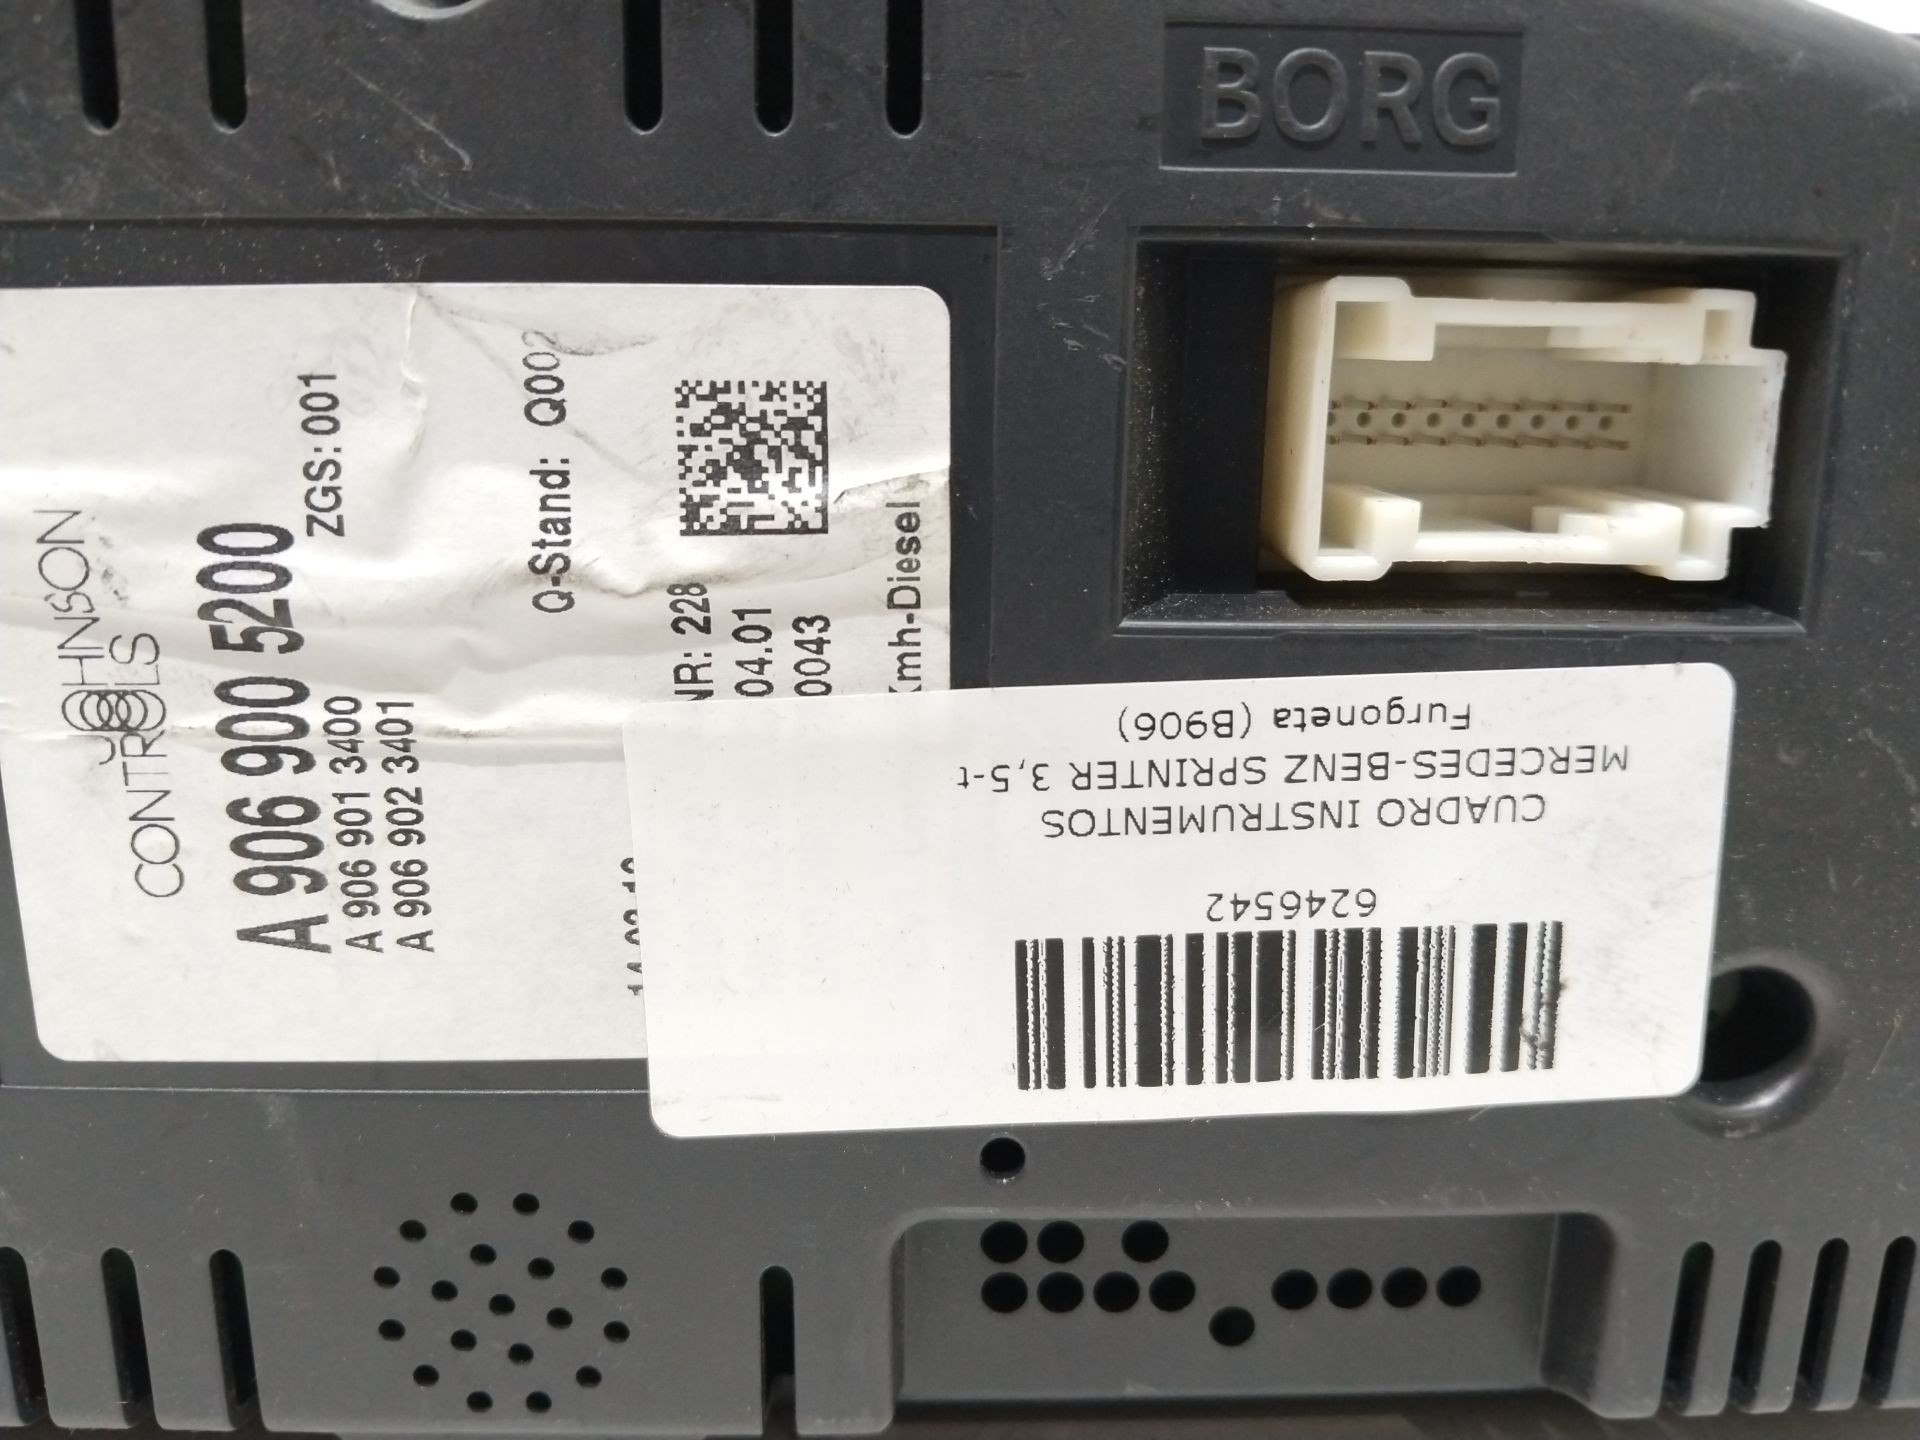 BORG
JOHNSON
CONTROLS
A 906 900 5200
A 906 901 3400 ZGS: 001
A 906 902 3401
Q-Stand: Q002
NR: 228
04.01
0043
Kmh-Diesel
6246542
CUADRO INSTRUMENTOS
MERCEDES-BENZ SPRINTER 3,5-t
Furgoneta (B906)